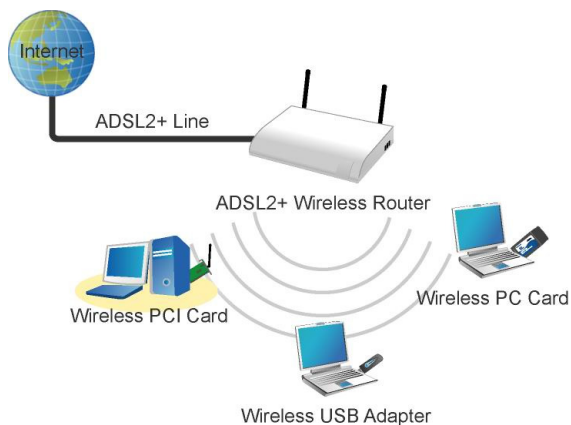 Internet
ADSL2+ Line
ADSL2+ Wireless Router
Wireless PCI Card
Wireless PC Card
Wireless USB Adapter